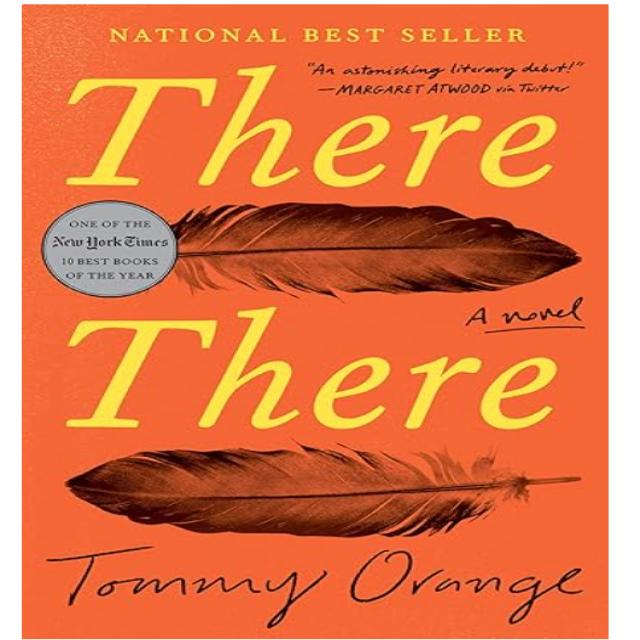 NATIONAL BEST SELLER
"An astonishing literary debut!"
—MARGARET ATWOOD via Twitter
There
ONE OF THE
New York Times
10 BEST BOOKS
OF THE YEAR
A novel
There
Tommy Orange